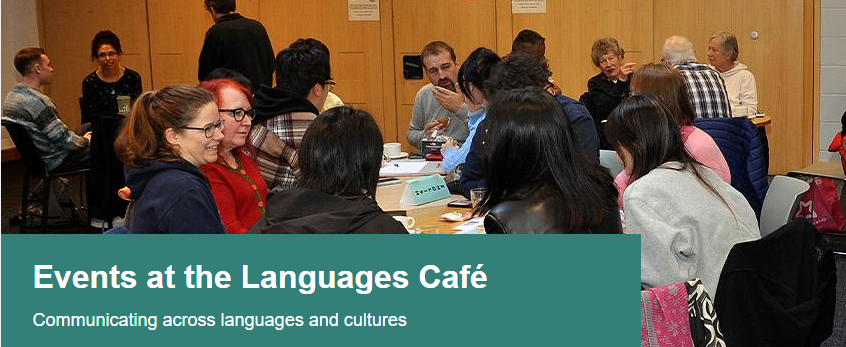 Events at the Languages Café
Communicating across languages and cultures